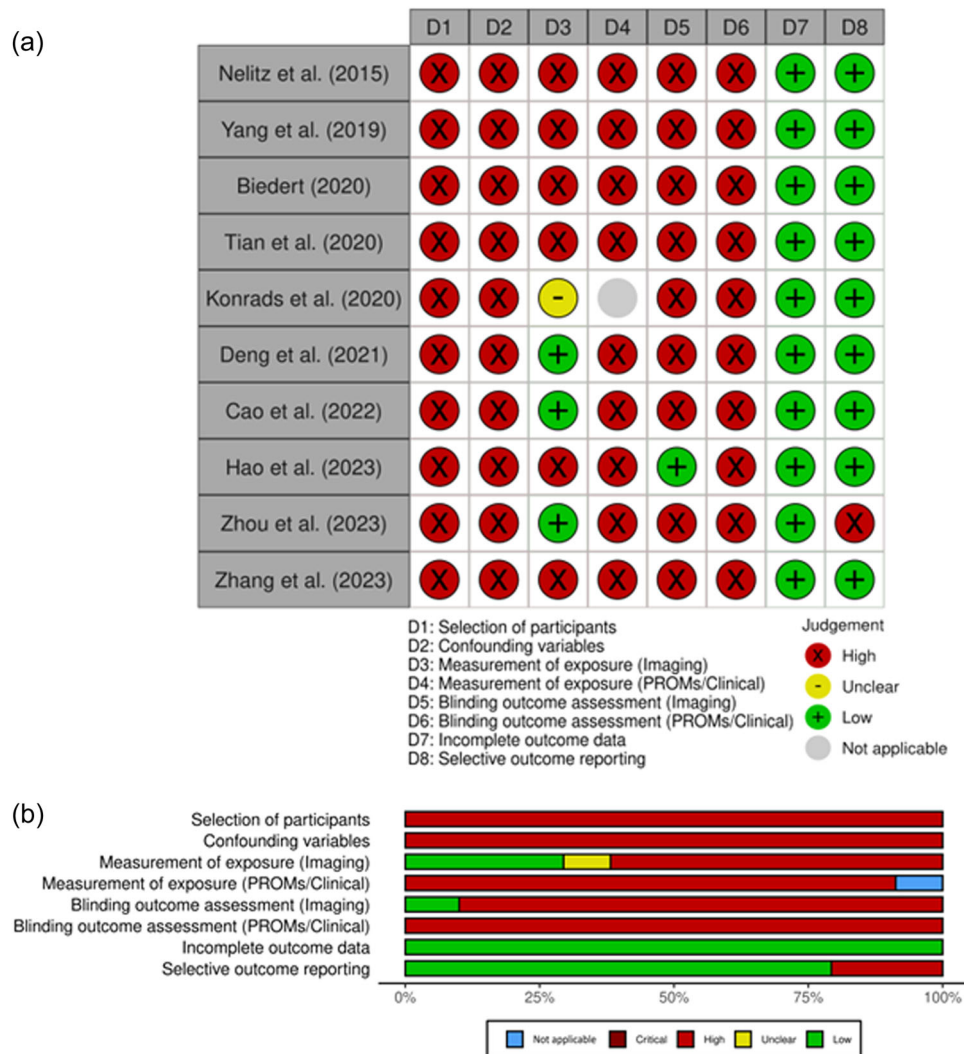 (a)
D1 D2 D3 D4 D5 D6 D7 D8
Nelitz et al. (2015) X X X X X X + +
Yang et al. (2019) X X X X X X + +
Biedert (2020) X X X X X X + +
Tian et al. (2020) X X X X X X + +
Konrads et al. (2020) X X - X X + +
Deng et al. (2021) X X + X X X + +
Cao et al. (2022) X X + X X X + +
Hao et al. (2023) X X X X + X + +
Zhou et al. (2023) X X + X X X + X
Zhang et al. (2023) X X X X X X + +
D1: Selection of participants
D2: Confounding variables
D3: Measurement of exposure (Imaging)
D4: Measurement of exposure (PROMs/Clinical)
D5: Blinding outcome assessment (Imaging)
D6: Blinding outcome assessment (PROMs/Clinical)
D7: Incomplete outcome data
D8: Selective outcome reporting
Judgement
X High
- Unclear
+ Low
Not applicable
(b)
Selection of participants
Confounding variables
Measurement of exposure (Imaging)
Measurement of exposure (PROMs/Clinical)
Blinding outcome assessment (Imaging)
Blinding outcome assessment (PROMs/Clinical)
Incomplete outcome data
Selective outcome reporting
0% 25% 50% 75% 100%
Not applicable Critical High Unclear Low